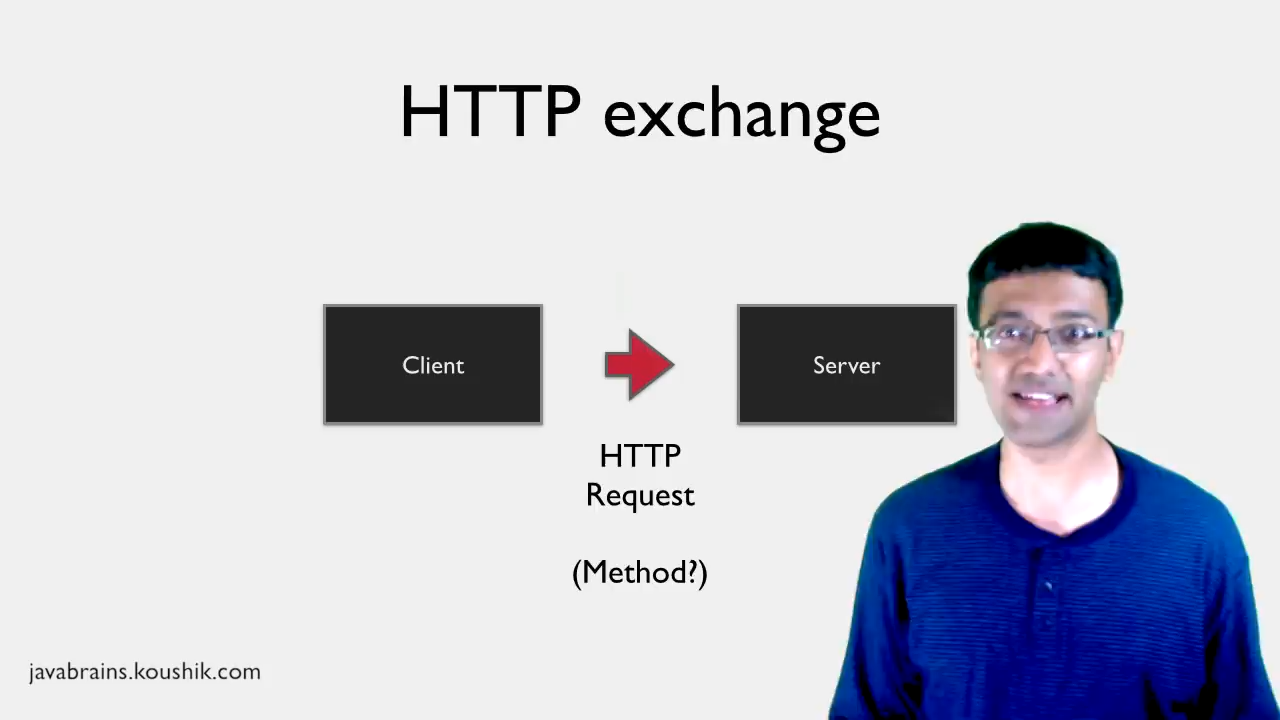 HTTP exchange
Client
Server
HTTP
Request
(Method?)
javabrains.koushik.com